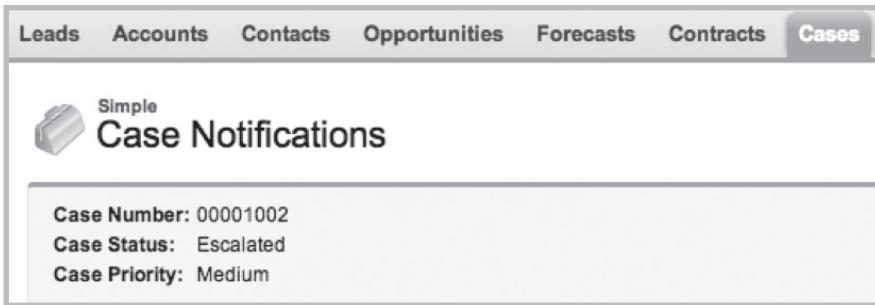 Leads Accounts Contacts Opportunities Forecasts Contracts Cases
Simple
Case Notifications
Case Number: 00001002
Case Status: Escalated
Case Priority: Medium